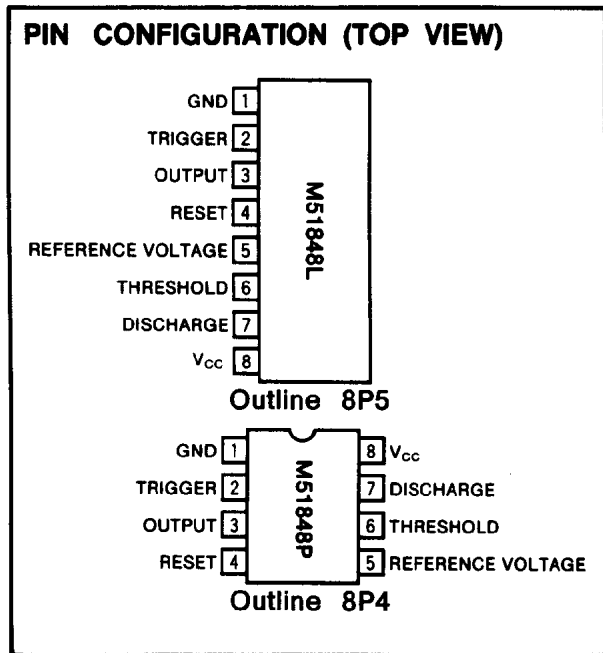 PIN CONFIGURATION (TOP VIEW)
GND 1
TRIGGER 2
OUTPUT 3
RESET 4
REFERENCE VOLTAGE 5
THRESHOLD 6
DISCHARGE 7
Vcc 8
M51848L
Outline 8P5
GND 1
TRIGGER 2
OUTPUT 3
RESET 4
M51848P
8 Vcc
7 DISCHARGE
6 THRESHOLD
5 REFERENCE VOLTAGE
Outline 8P4